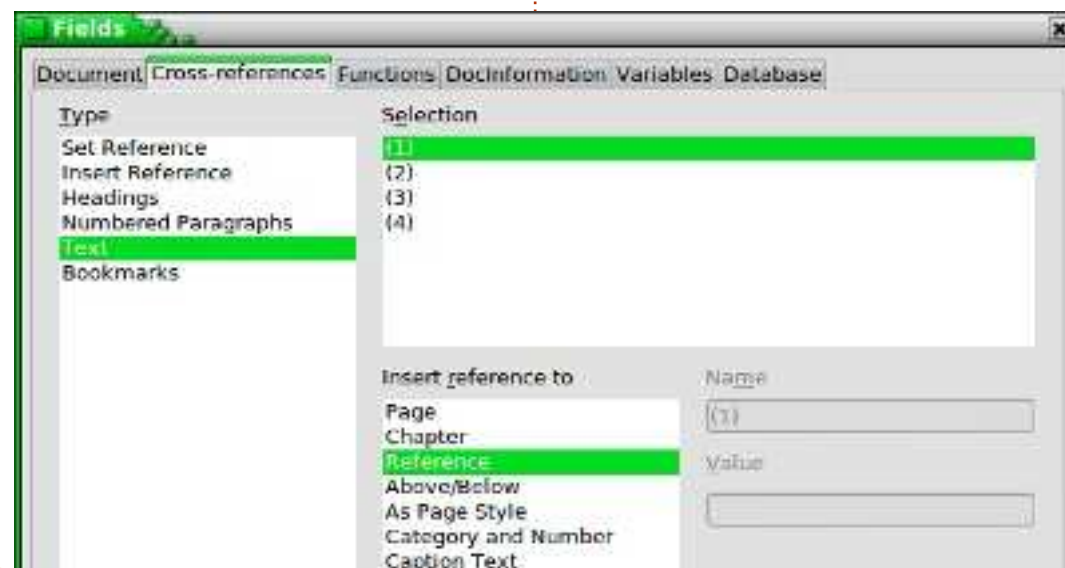 Fields
Document Cross-references Functions DocInformation Variables Database
Type
Set Reference
Insert Reference
Headings
Numbered Paragraphs
Text
Bookmarks
Selection
(1)
(2)
(3)
(4)
Insert reference to
Page
Chapter
Reference
Above/Below
As Page Style
Category and Number
Caption Text
Name
(1)
Value